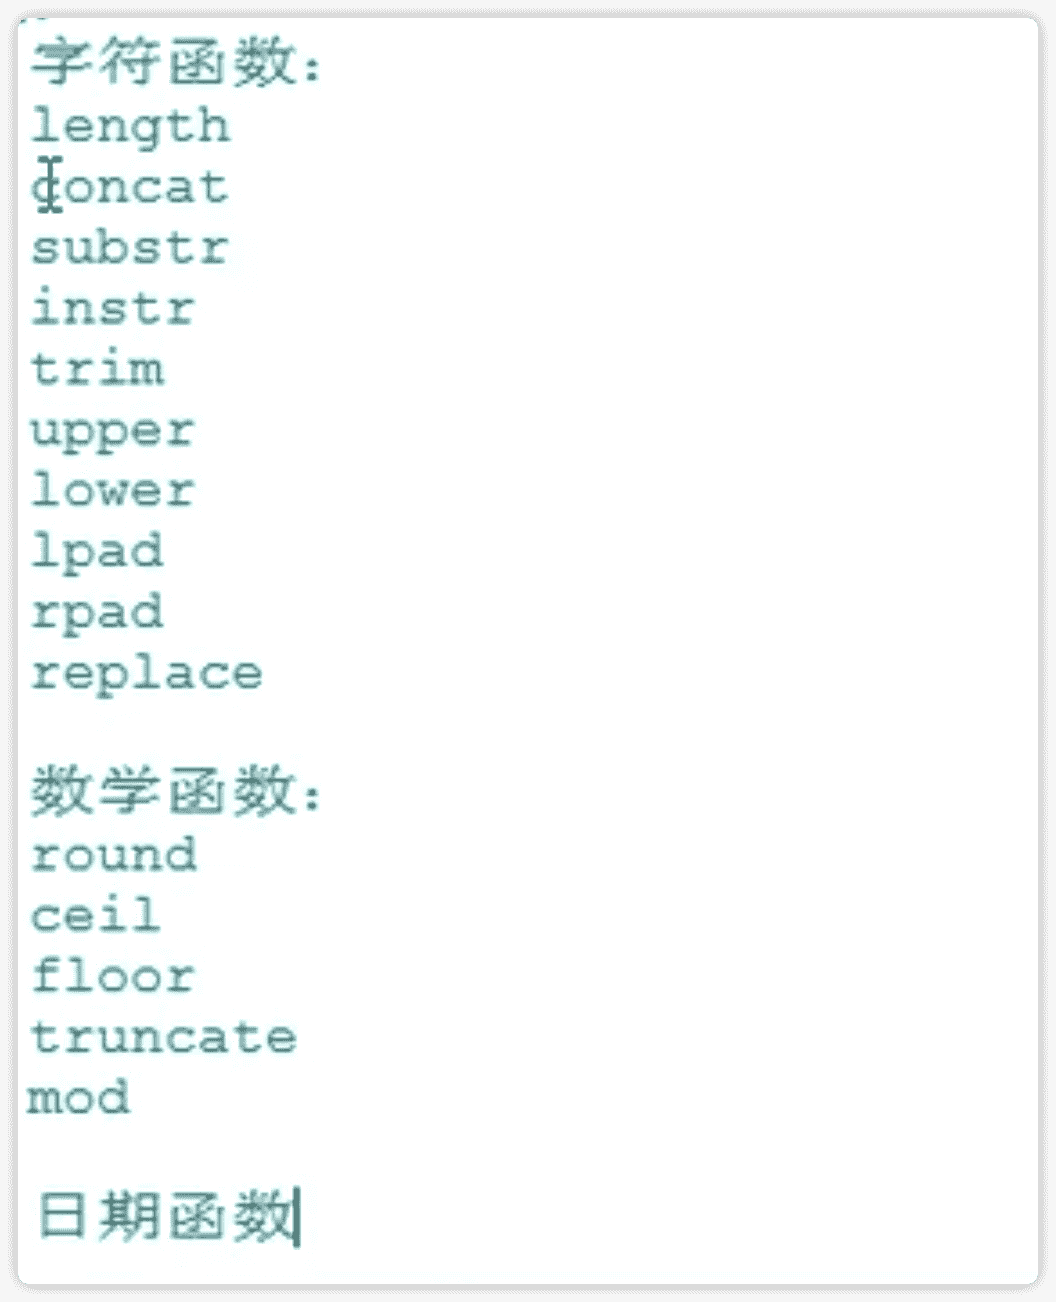 字符函数：
length
concat
substr
instr
trim
upper
lower
lpad
rpad
replace
数学函数：
round
ceil
floor
truncate
mod
日期函数